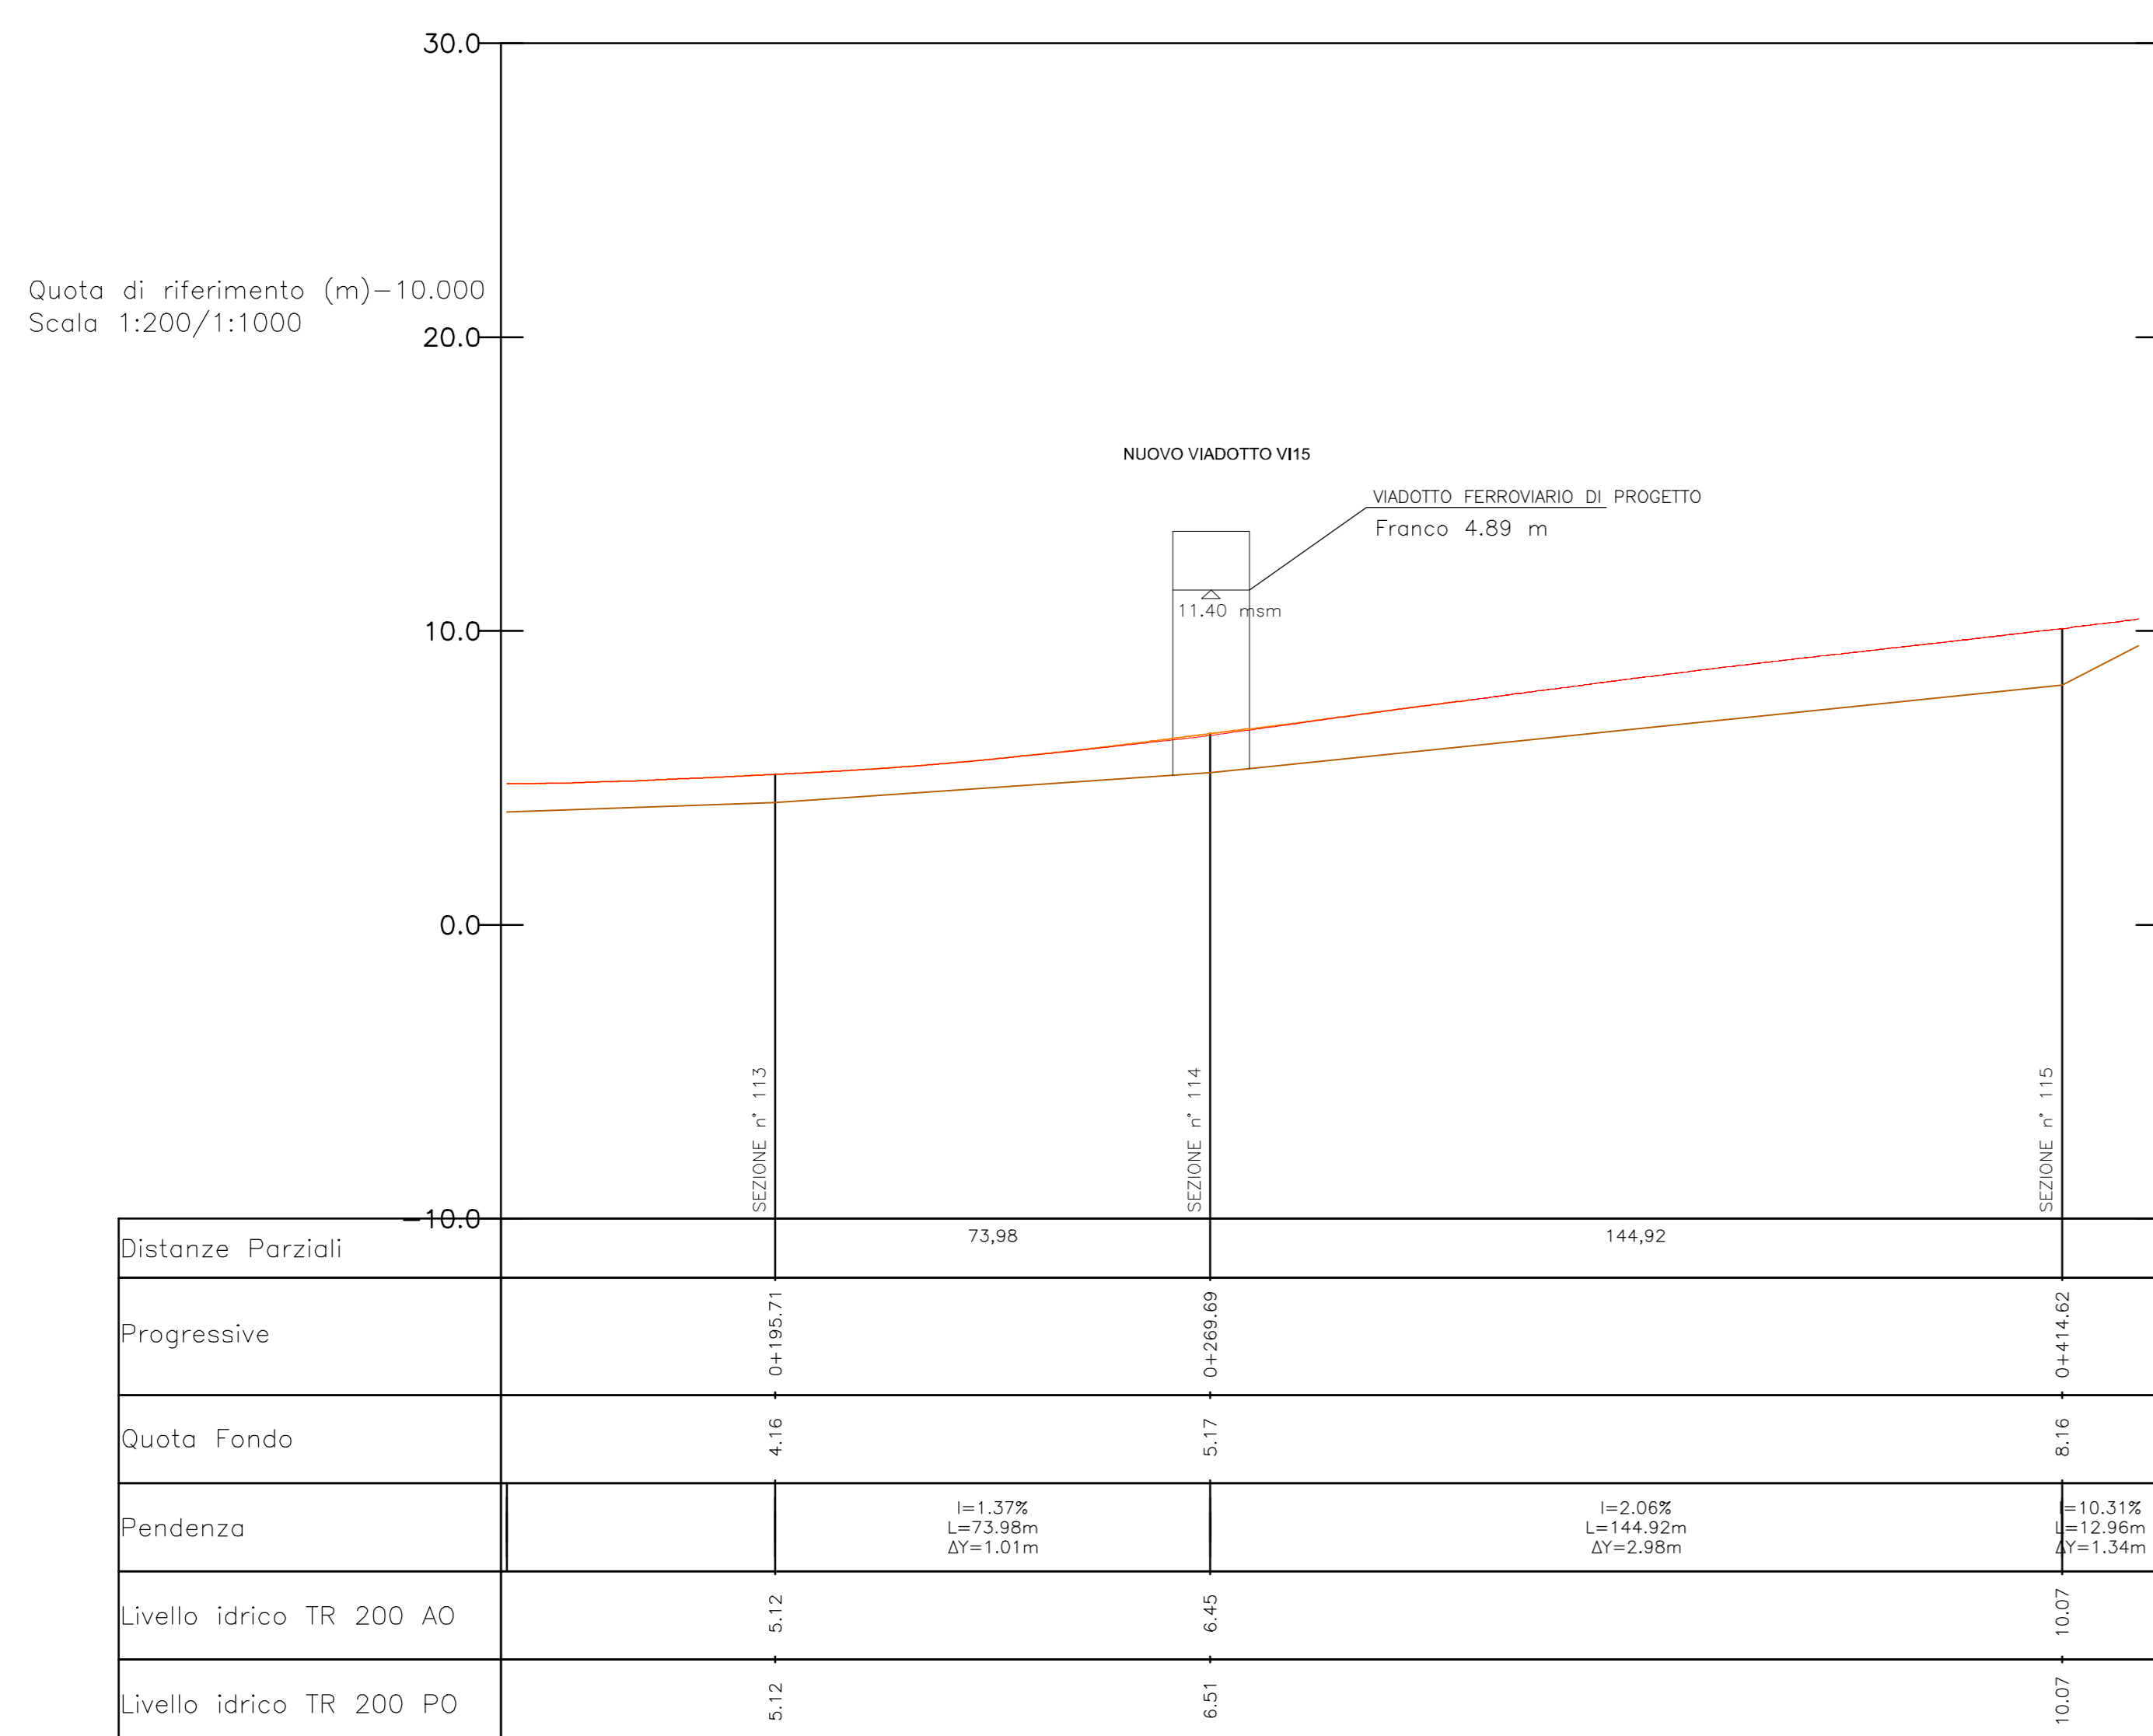 30.0
Quota di riferimento (m)-10.000
Scala 1:200/1:1000
20.0
NUOVO VIADOTTO VI15
VIADOTTO FERROVIARIO DI PROGETTO
Franco 4.89 m
11.40 msm
10.0
0.0
SEZIONE n° 113
SEZIONE n° 114
SEZIONE n° 115
-10.0
Distanze Parziali
73,98
144,92
Progressive
0+195.71
0+269.69
0+414.62
Quota Fondo
4.16
5.17
8.16
Pendenza
I=1.37%
L=73.98m
ΔY=1.01m
I=2.06%
L=144.92m
ΔY=2.98m
I=10.31%
L=12.96m
ΔY=1.34m
Livello idrico TR 200 AO
5.12
6.45
10.07
Livello idrico TR 200 PO
5.12
6.51
10.07